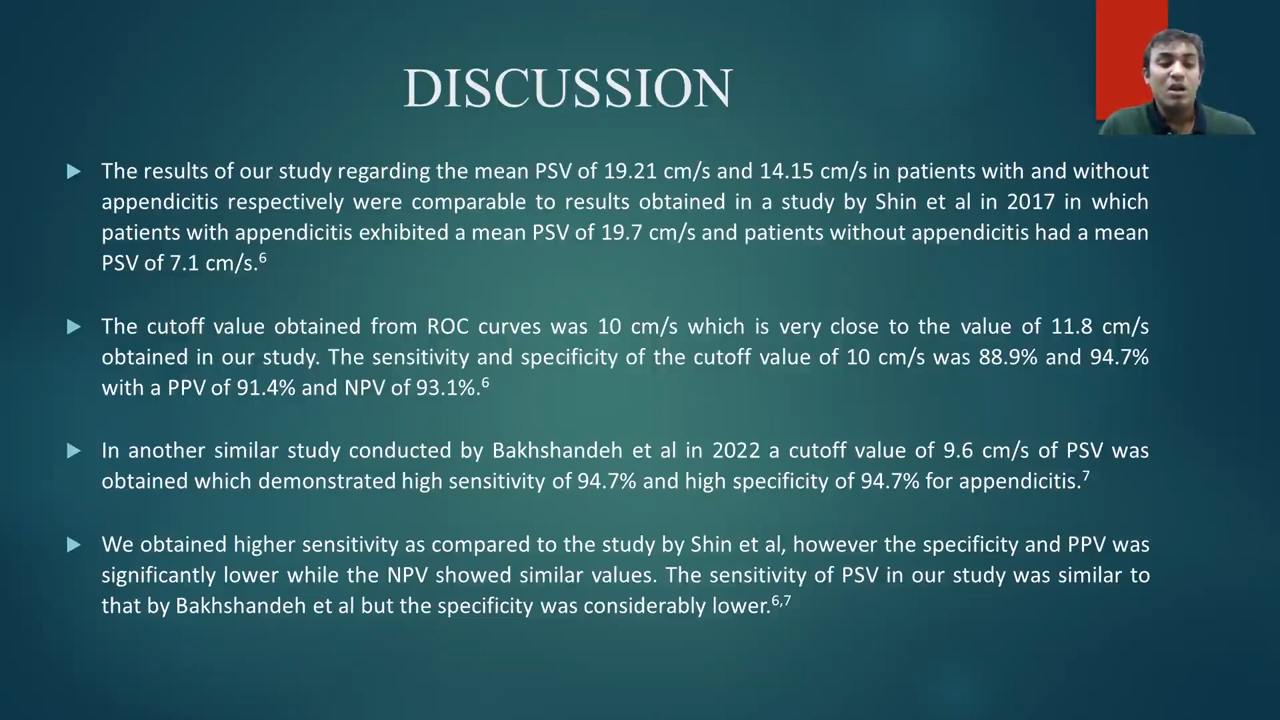 DISCUSSION
The results of our study regarding the mean PSV of 19.21 cm/s and 14.15 cm/s in patients with and without
appendicitis respectively were comparable to results obtained in a study by Shin et al in 2017 in which
patients with appendicitis exhibited a mean PSV of 19.7 cm/s and patients without appendicitis had a mean
PSV of 7.1 cm/s.6
The cutoff value obtained from ROC curves was 10 cm/s which is very close to the value of 11.8 cm/s
obtained in our study. The sensitivity and specificity of the cutoff value of 10 cm/s was 88.9% and 94.7%
with a PPV of 91.4% and NPV of 93.1%.6
In another similar study conducted by Bakhshandeh et al in 2022 a cutoff value of 9.6 cm/s of PSV was
obtained which demonstrated high sensitivity of 94.7% and high specificity of 94.7% for appendicitis.7
We obtained higher sensitivity as compared to the study by Shin et al, however the specificity and PPV was
significantly lower while the NPV showed similar values. The sensitivity of PSV in our study was similar to
that by Bakhshandeh et al but the specificity was considerably lower.6,7